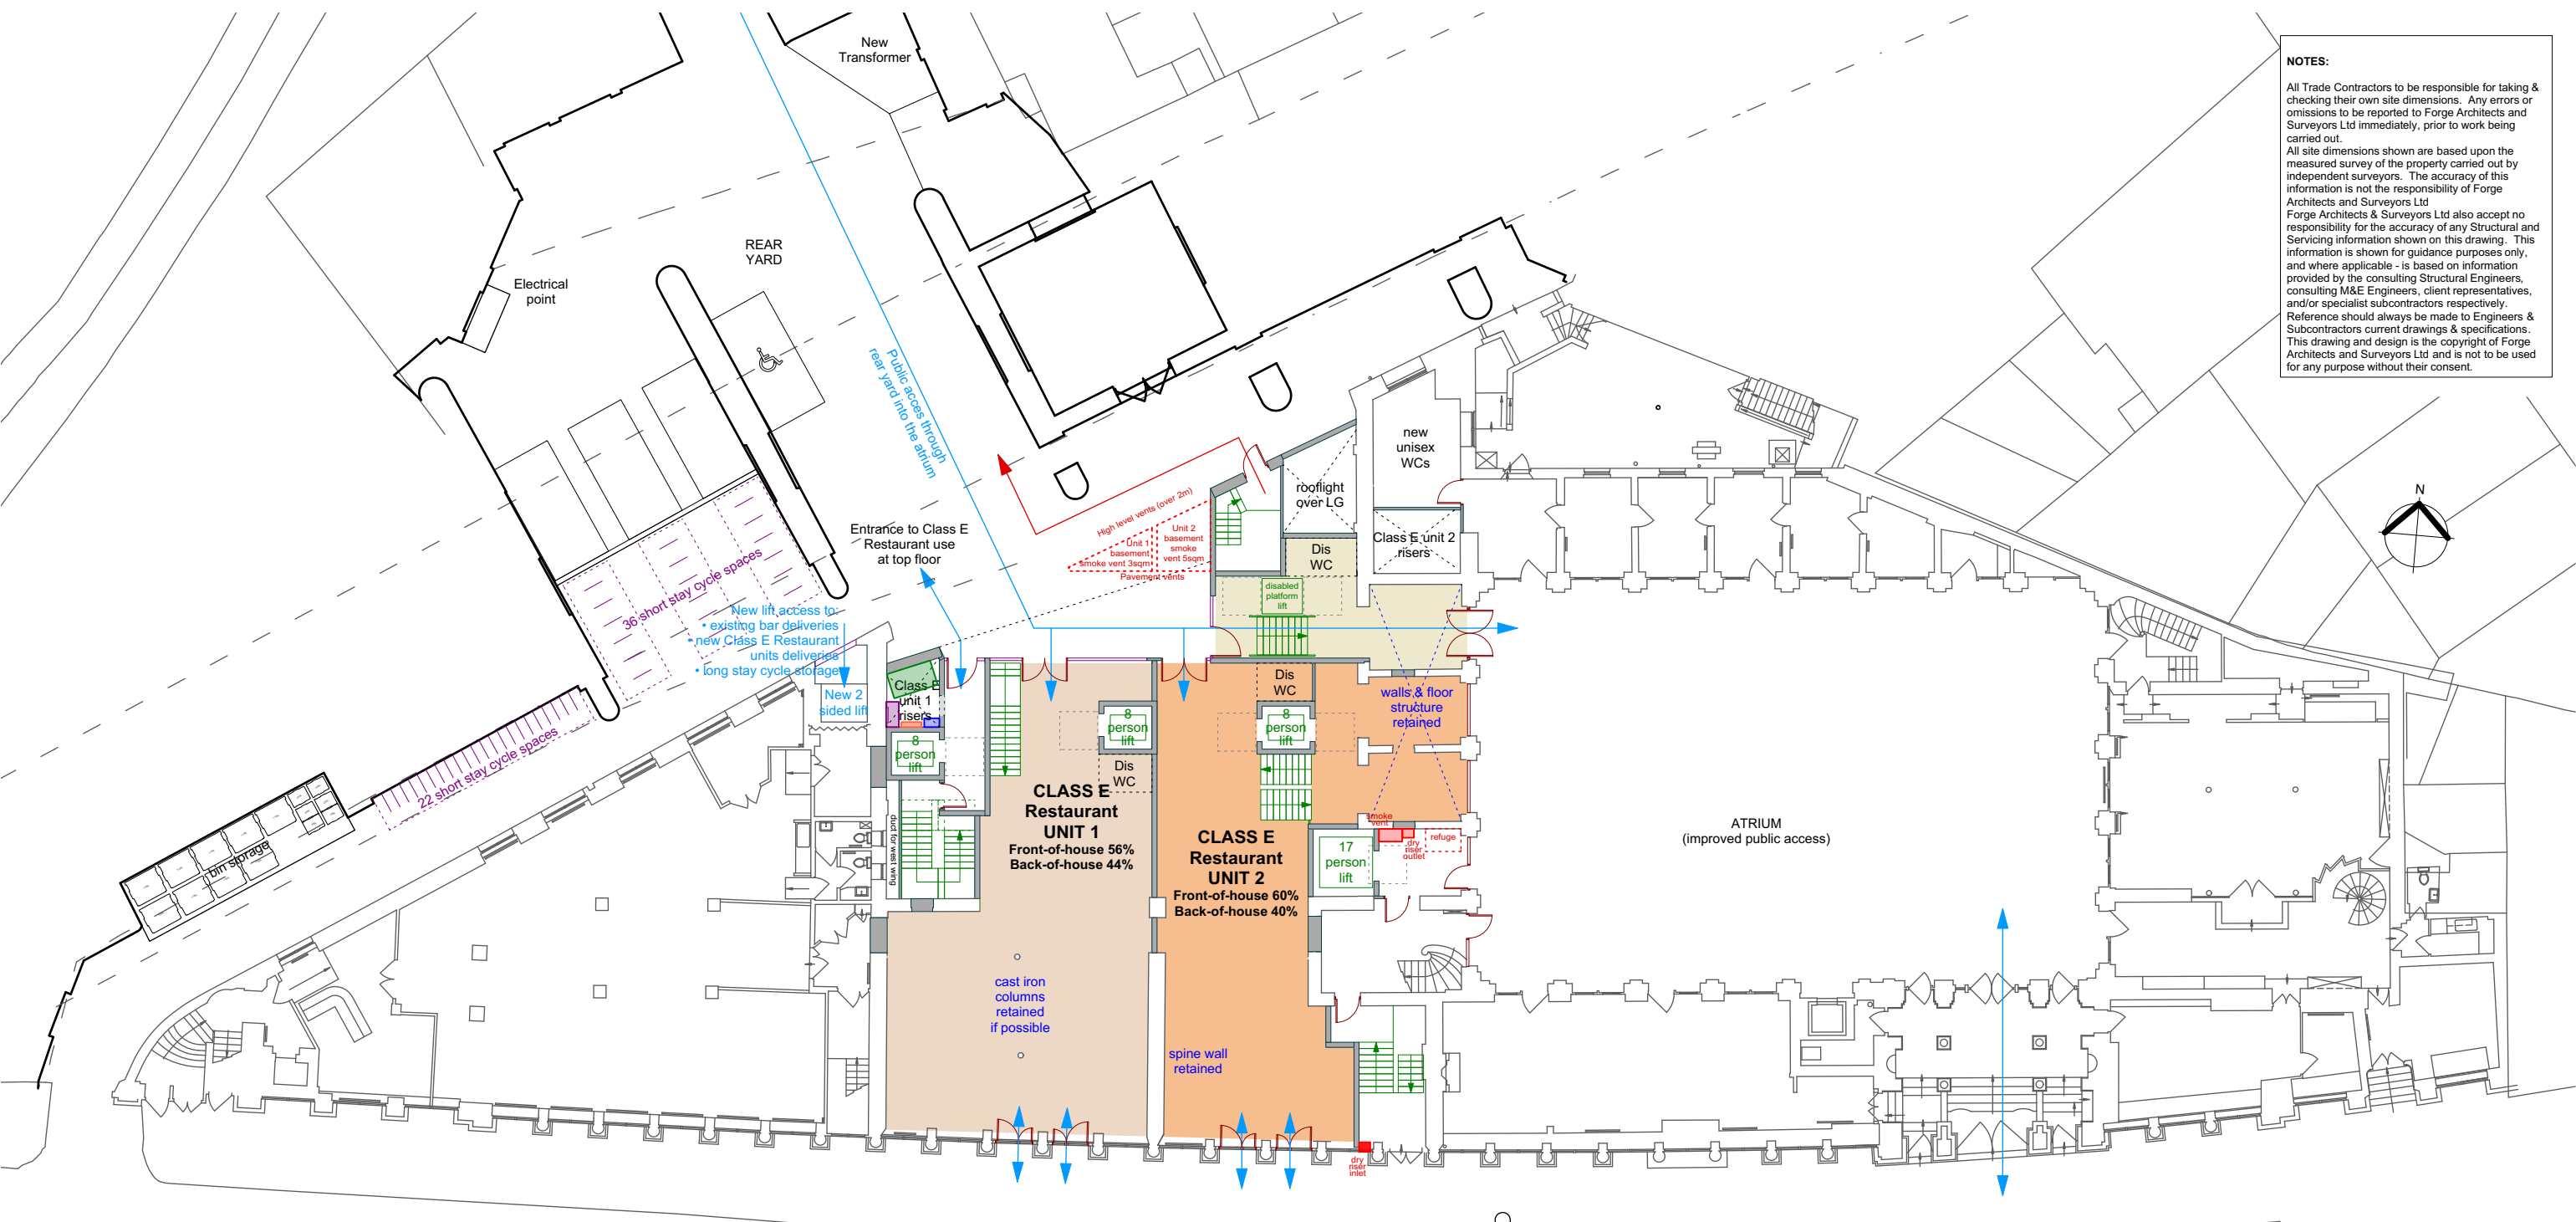 New
Transformer
NOTES:
All Trade Contractors to be responsible for taking &
checking their own site dimensions. Any errors or
omissions to be reported to Forge Architects and
Surveyors Ltd immediately, prior to work being
carried out.
All site dimensions shown are based upon the
measured survey of the property carried out by
independent surveyors. The accuracy of this
information is not the responsibility of Forge
Architects and Surveyors Ltd
Forge Architects & Surveyors Ltd also accept no
responsibility for the accuracy of any Structural and
Servicing information shown on this drawing. This
information is shown for guidance purposes only,
and where applicable - is based on information
provided by the consulting Structural Engineers,
consulting M&E Engineers, client representatives,
and/or specialist subcontractors respectively.
Reference should always be made to Engineers &
Subcontractors current drawings & specifications.
This drawing and design is the copyright of Forge
Architects and Surveyors Ltd and is not to be used
for any purpose without their consent.
N
REAR
YARD
Electrical
point
Public acces through
rear yard into the atrium
new
unisex
WCs
rooflight
over LG
Class E unit 2
risers
Dis
WC
disabled
platform
lift
High level vents (over 2m)
Unit 1
basement
smoke vent 3sqm
Unit 2
basement
smoke
vent 5sqm
Pavement vents
Entrance to Class E
Restaurant use
at top floor
36 short stay cycle spaces
New lift access to:
• existing bar deliveries
• new Class E Restaurant
units deliveries
• long stay cycle storage
New 2
sided lift
Class E
unit 1
risers
8
person
lift
8
person
lift
Dis
WC
Dis
WC
8
person
lift
walls & floor
structure
retained
22 short stay cycle spaces
bin storage
duct for west wing
CLASS E
Restaurant
UNIT 1
Front-of-house 56%
Back-of-house 44%
CLASS E
Restaurant
UNIT 2
Front-of-house 60%
Back-of-house 40%
17
person
lift
smoke
vent
dry
riser
outlet
refuge
ATRIUM
(improved public access)
cast iron
columns
retained
if possible
spine wall
retained
dry
riser
inlet